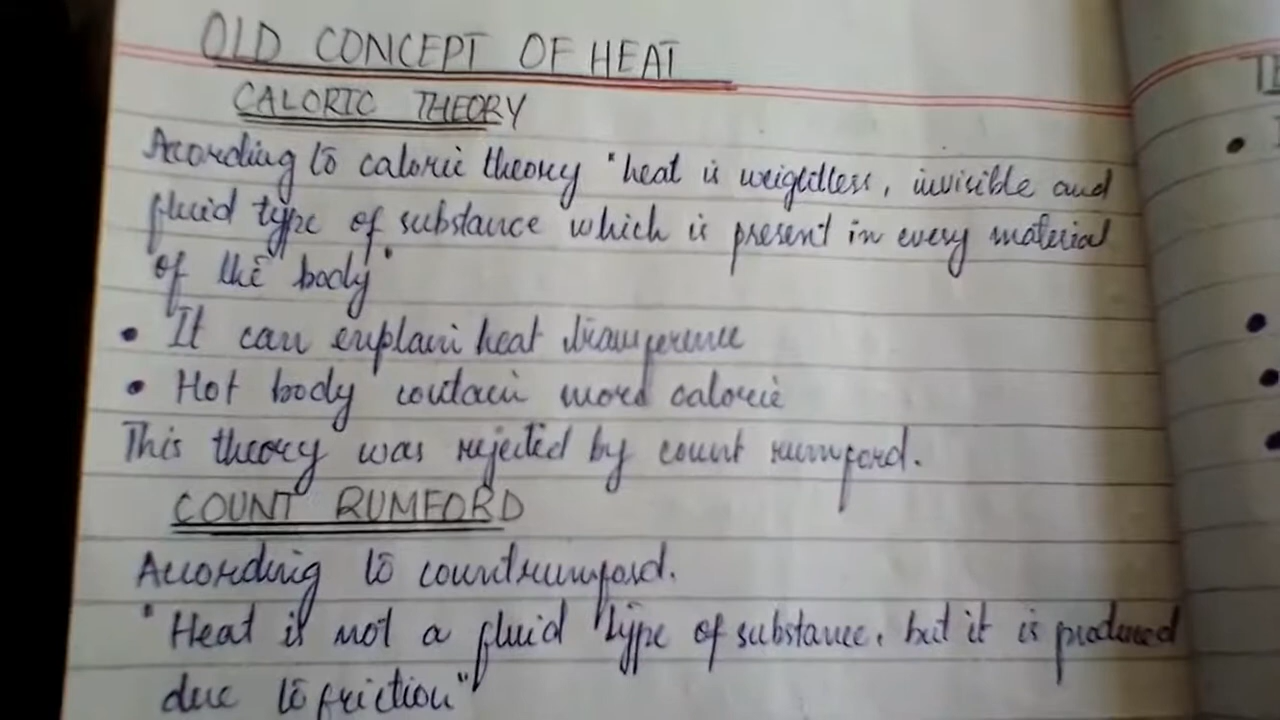 OLD CONCEPT OF HEAT
CALORIC THEORY
According to caloric theory "heat is weightless, invisible and
fluid type of substance which is present in every material
of the body"
• It can explain heat transference
• Hot body contain more caloric
This theory was rejected by count rumford.
COUNT RUMFORD
According to count rumford.
"Heat is not a fluid type of substance, but it is produced
due to friction"